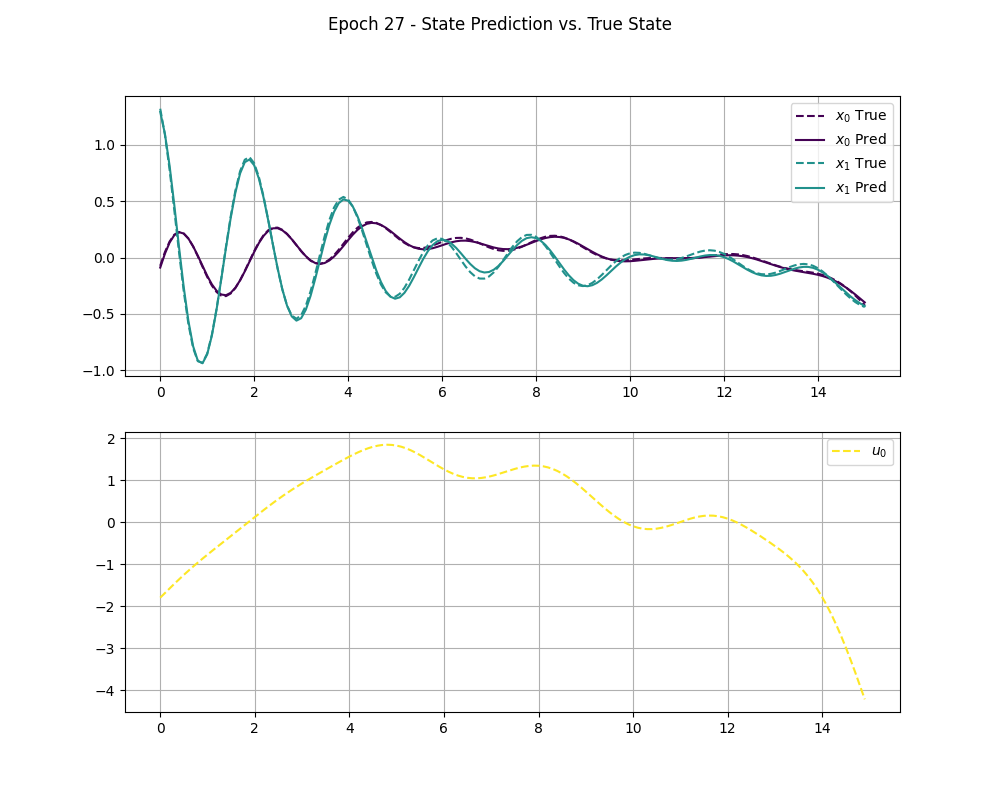 Epoch 27 - State Prediction vs. True State
1.0
0.5
0.0
−0.5
−1.0
x₀ True
x₀ Pred
x₁ True
x₁ Pred
0 2 4 6 8 10 12 14
2
1
0
−1
−2
−3
−4
u₀
0 2 4 6 8 10 12 14